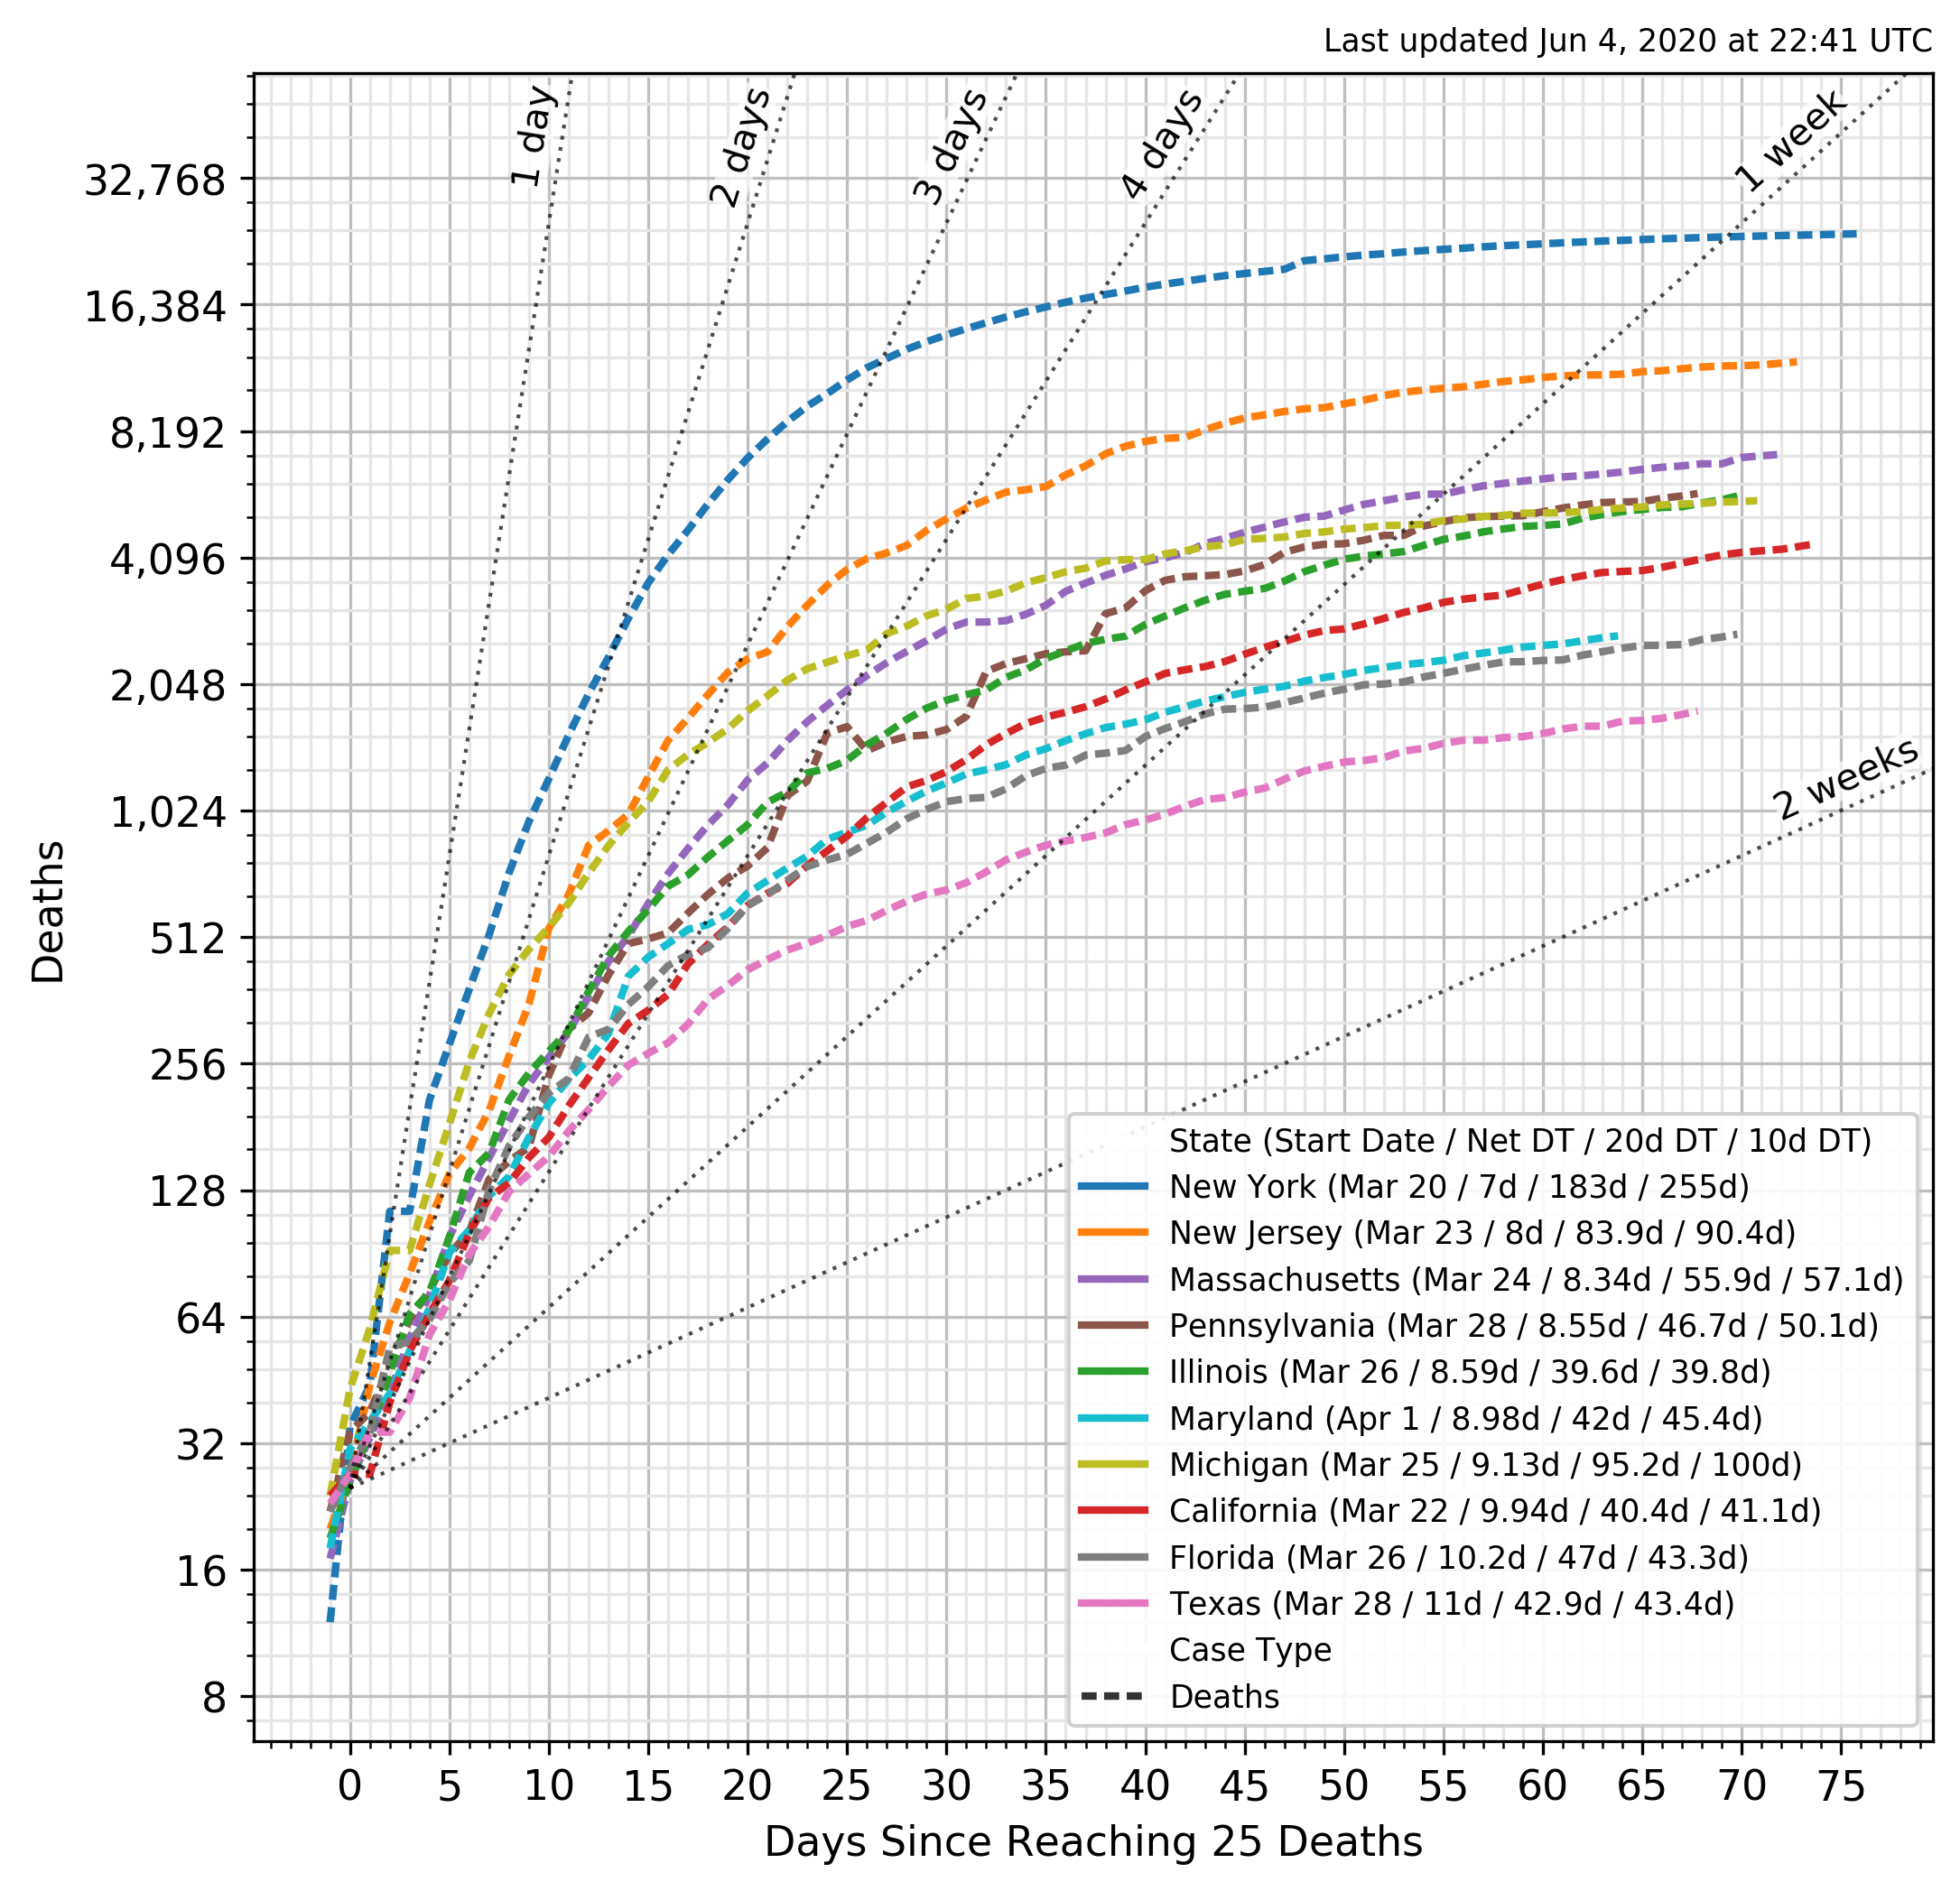 Last updated Jun 4, 2020 at 22:41 UTC
1 day
2 days
3 days
4 days
1 week
2 weeks
32,768
16,384
8,192
4,096
2,048
1,024
512
256
128
64
32
16
8
Deaths
State (Start Date / Net DT / 20d DT / 10d DT)
New York (Mar 20 / 7d / 183d / 255d)
New Jersey (Mar 23 / 8d / 83.9d / 90.4d)
Massachusetts (Mar 24 / 8.34d / 55.9d / 57.1d)
Pennsylvania (Mar 28 / 8.55d / 46.7d / 50.1d)
Illinois (Mar 26 / 8.59d / 39.6d / 39.8d)
Maryland (Apr 1 / 8.98d / 42d / 45.4d)
Michigan (Mar 25 / 9.13d / 95.2d / 100d)
California (Mar 22 / 9.94d / 40.4d / 41.1d)
Florida (Mar 26 / 10.2d / 47d / 43.3d)
Texas (Mar 28 / 11d / 42.9d / 43.4d)
Case Type
Deaths
0 5 10 15 20 25 30 35 40 45 50 55 60 65 70 75
Days Since Reaching 25 Deaths